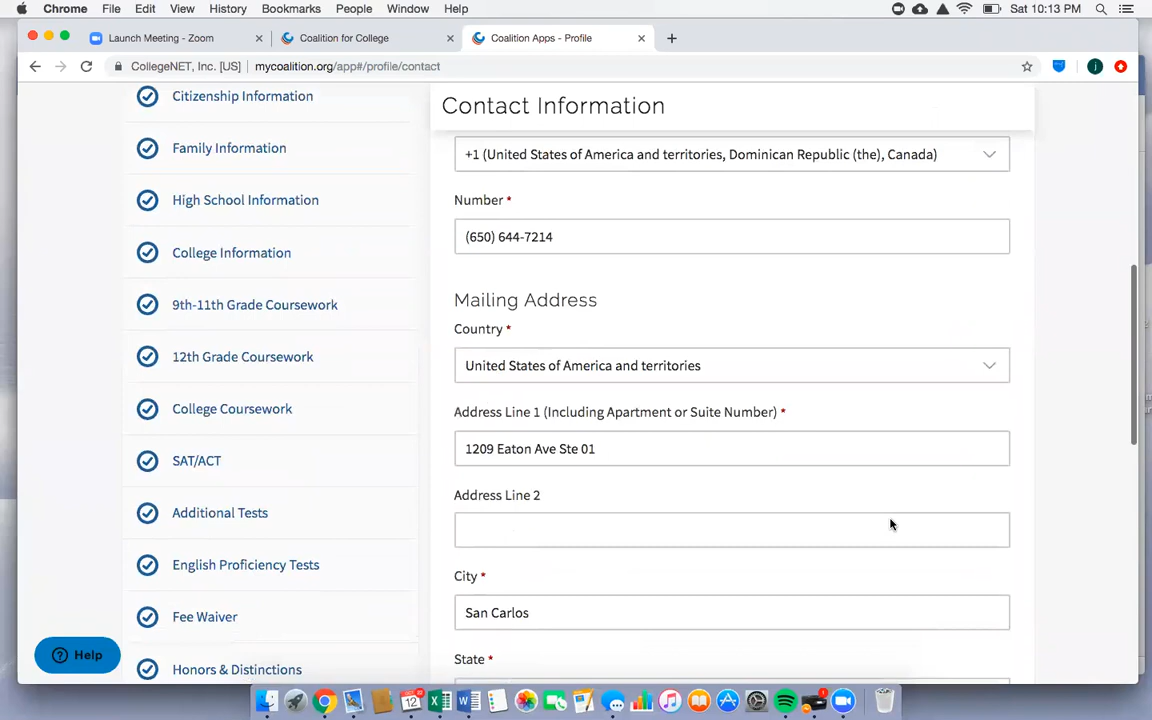 Chrome File Edit View History Bookmarks People Window Help Sat 10:13 PM
Launch Meeting - Zoom Coalition for College Coalition Apps - Profile
CollegeNET, Inc. [US] mycoalition.org/app#/profile/contact j
Citizenship Information
Family Information
High School Information
College Information
9th-11th Grade Coursework
12th Grade Coursework
College Coursework
SAT/ACT
Additional Tests
English Proficiency Tests
Fee Waiver
Honors & Distinctions
Help
Contact Information
+1 (United States of America and territories, Dominican Republic (the), Canada)
Number *
(650) 644-7214
Mailing Address
Country *
United States of America and territories
Address Line 1 (Including Apartment or Suite Number) *
1209 Eaton Ave Ste 01
Address Line 2
City *
San Carlos
State *